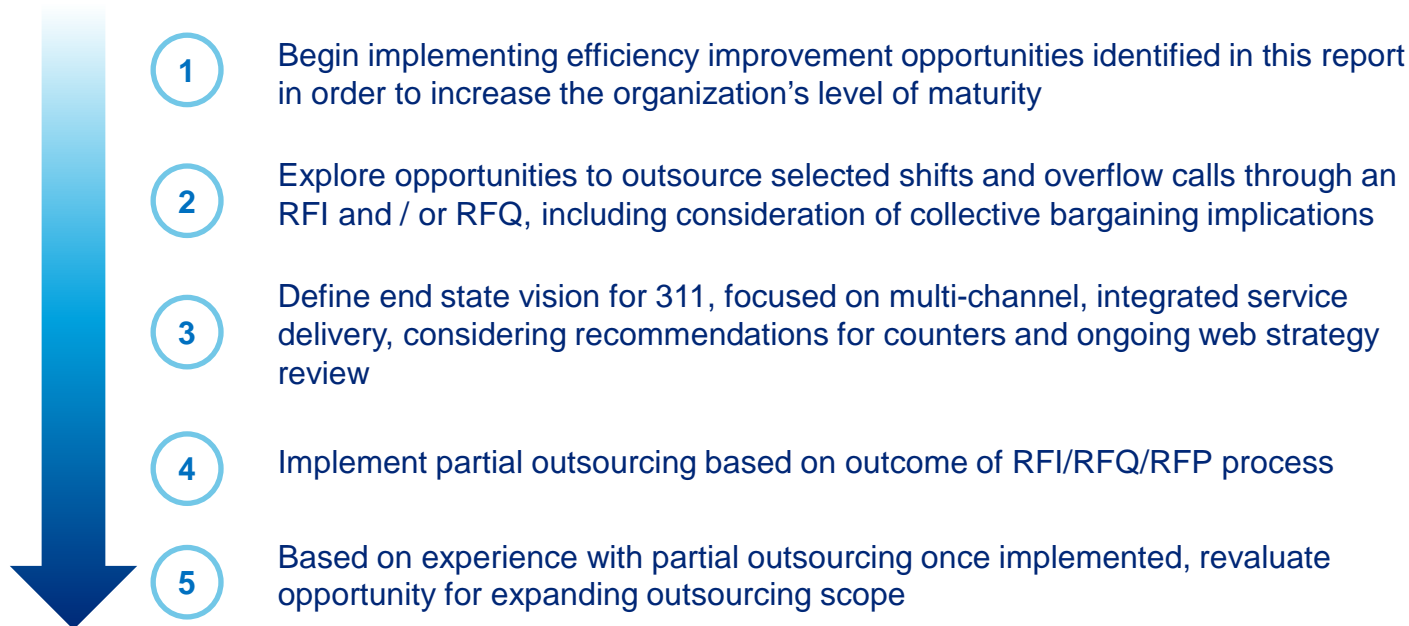 1
Begin implementing efficiency improvement opportunities identified in this report
in order to increase the organization’s level of maturity
2
Explore opportunities to outsource selected shifts and overflow calls through an
RFI and / or RFQ, including consideration of collective bargaining implications
3
Define end state vision for 311, focused on multi-channel, integrated service
delivery, considering recommendations for counters and ongoing web strategy
review
4
Implement partial outsourcing based on outcome of RFI/RFQ/RFP process
5
Based on experience with partial outsourcing once implemented, revaluate
opportunity for expanding outsourcing scope